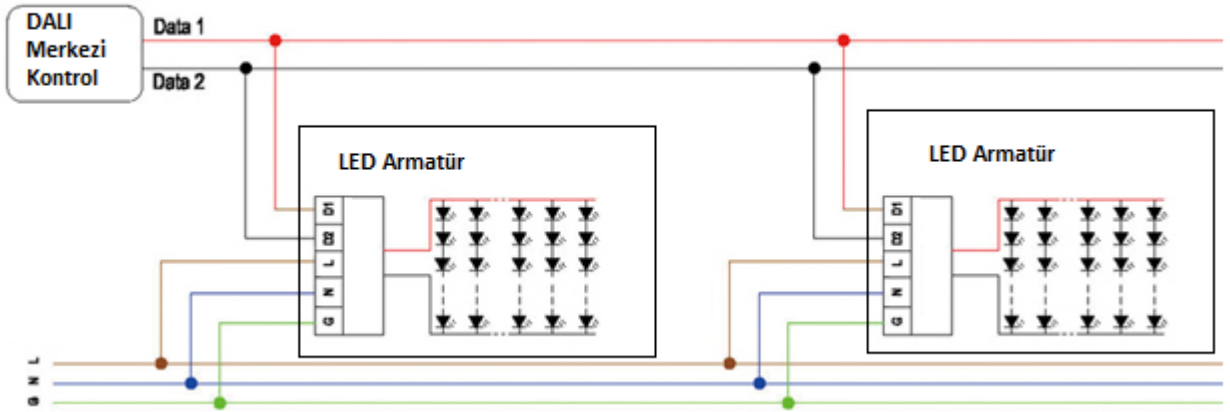 DALI
Merkezi
Kontrol
Data 1
Data 2
LED Armatür
D1
D2
L
N
G
LED Armatür
D1
D2
L
N
G
L
N
G